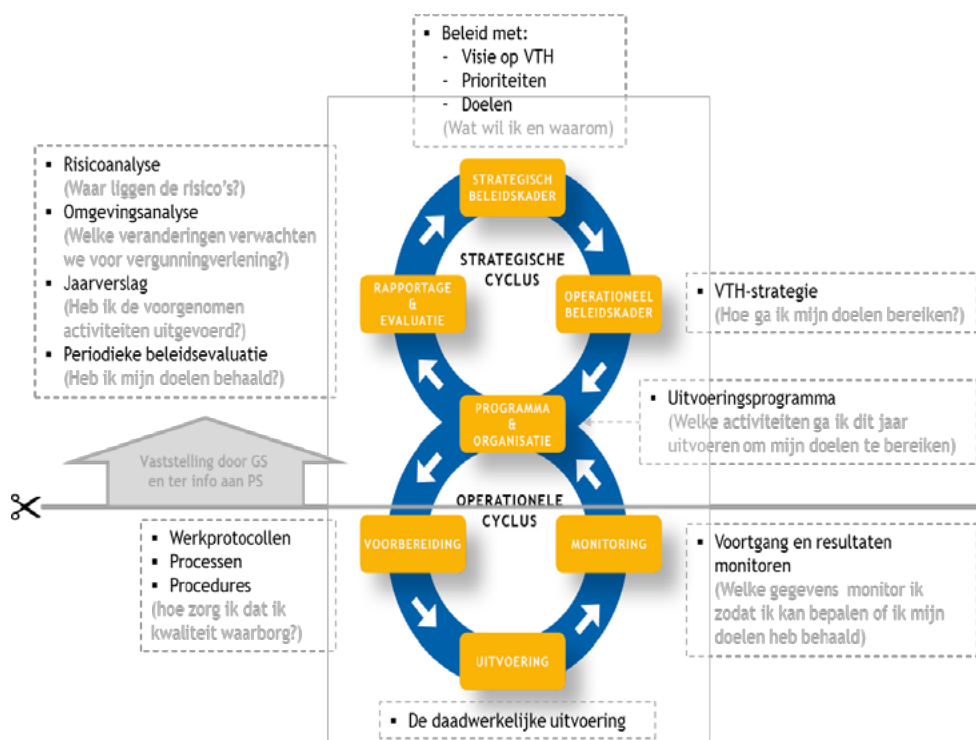 ▪ Beleid met:
- Visie op VTH
- Prioriteiten
- Doelen
(Wat wil ik en waarom)
▪ Risicoanalyse
(Waar liggen de risico's?)
▪ Omgevingsanalyse
(Welke veranderingen verwachten
we voor vergunningverlening?)
▪ Jaarverslag
(Heb ik de voorgenomen
activiteiten uitgevoerd?)
▪ Periodieke beleidsevaluatie
(Heb ik mijn doelen behaald?)
STRATEGISCH
BELEIDSKADER
STRATEGISCHE
CYCLUS
RAPPORTAGE
&
EVALUATIE
OPERATIONEEL
BELEIDSKADER
▪ VTH-strategie
(Hoe ga ik mijn doelen bereiken?)
PROGRAMMA
&
ORGANISATIE
▪ Uitvoeringsprogramma
(Welke activiteiten ga ik dit jaar
uitvoeren om mijn doelen te bereiken)
Vaststelling door GS
en ter info aan PS
OPERATIONELE
CYCLUS
▪ Werkprotocollen
▪ Processen
▪ Procedures
(hoe zorg ik dat ik
kwaliteit waarborg?)
VOORBEREIDING
MONITORING
▪ Voortgang en resultaten
monitoren
(Welke gegevens monitor ik
zodat ik kan bepalen of ik mijn
doelen heb behaald)
UITVOERING
▪ De daadwerkelijke uitvoering